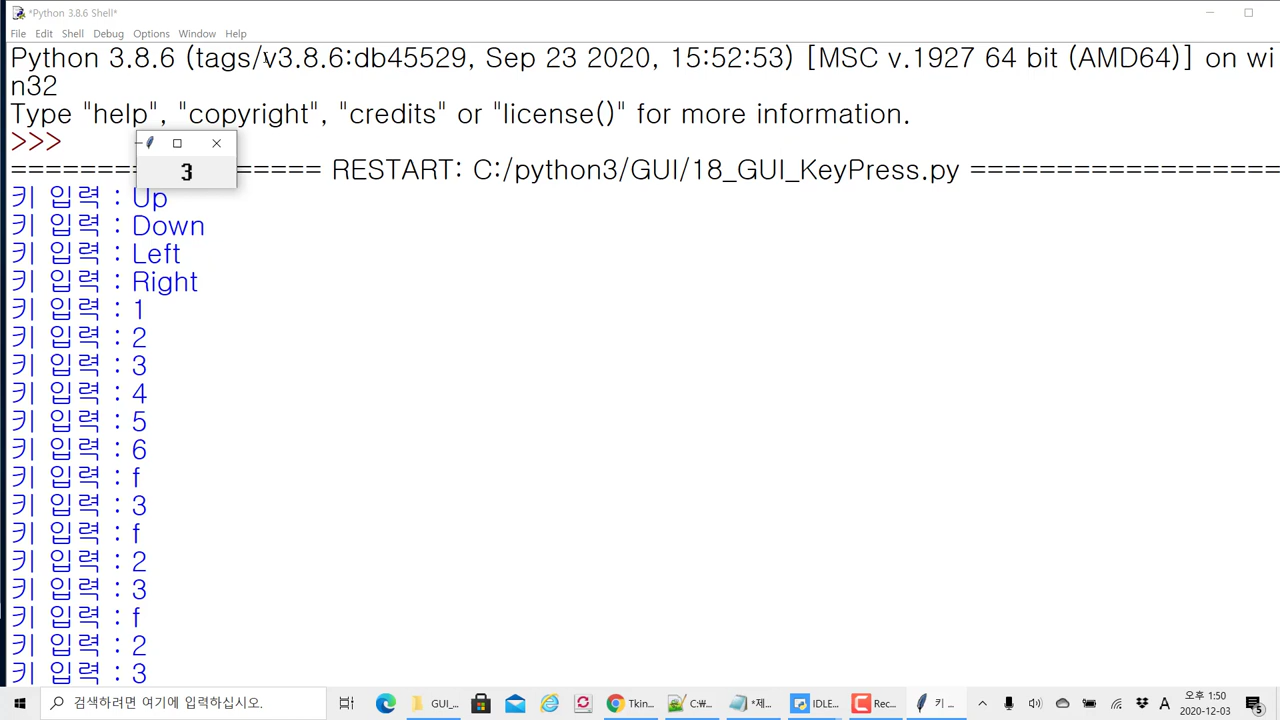 *Python 3.8.6 Shell*
File Edit Shell Debug Options Window Help
Python 3.8.6 (tags/v3.8.6:db45529, Sep 23 2020, 15:52:53) [MSC v.1927 64 bit (AMD64)] on wi
n32
Type "help", "copyright", "credits" or "license()" for more information.
>>>
3
RESTART: C:/python3/GUI/18_GUI_KeyPress.py
키 입력 : Up
키 입력 : Down
키 입력 : Left
키 입력 : Right
키 입력 : 1
키 입력 : 2
키 입력 : 3
키 입력 : 4
키 입력 : 5
키 입력 : 6
키 입력 : f
키 입력 : 3
키 입력 : f
키 입력 : 2
키 입력 : 3
키 입력 : f
키 입력 : 2
키 입력 : 3
검색하려면 여기에 입력하십시오.
GUI_...
Tkin...
C:₩...
*제...
IDLE...
Rec...
키 ...
A
오후 1:50
2020-12-03
5